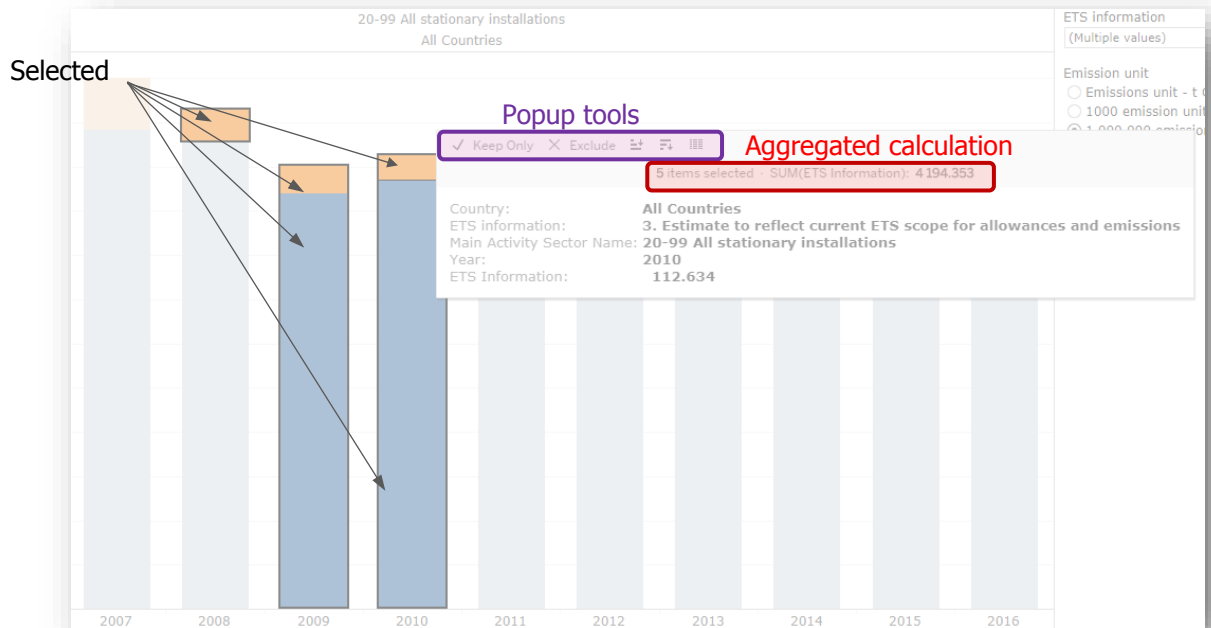 20-99 All stationary installations
All Countries
ETS information
(Multiple values)
Emission unit
Emissions unit - t
1000 emission unit
1 000 000 emission
Selected
Popup tools
Keep Only Exclude
Aggregated calculation
5 items selected · SUM(ETS Information): 4 194.353
Country: All Countries
ETS information: 3. Estimate to reflect current ETS scope for allowances and emissions
Main Activity Sector Name: 20-99 All stationary installations
Year: 2010
ETS Information: 112.634
2007 2008 2009 2010 2011 2012 2013 2014 2015 2016